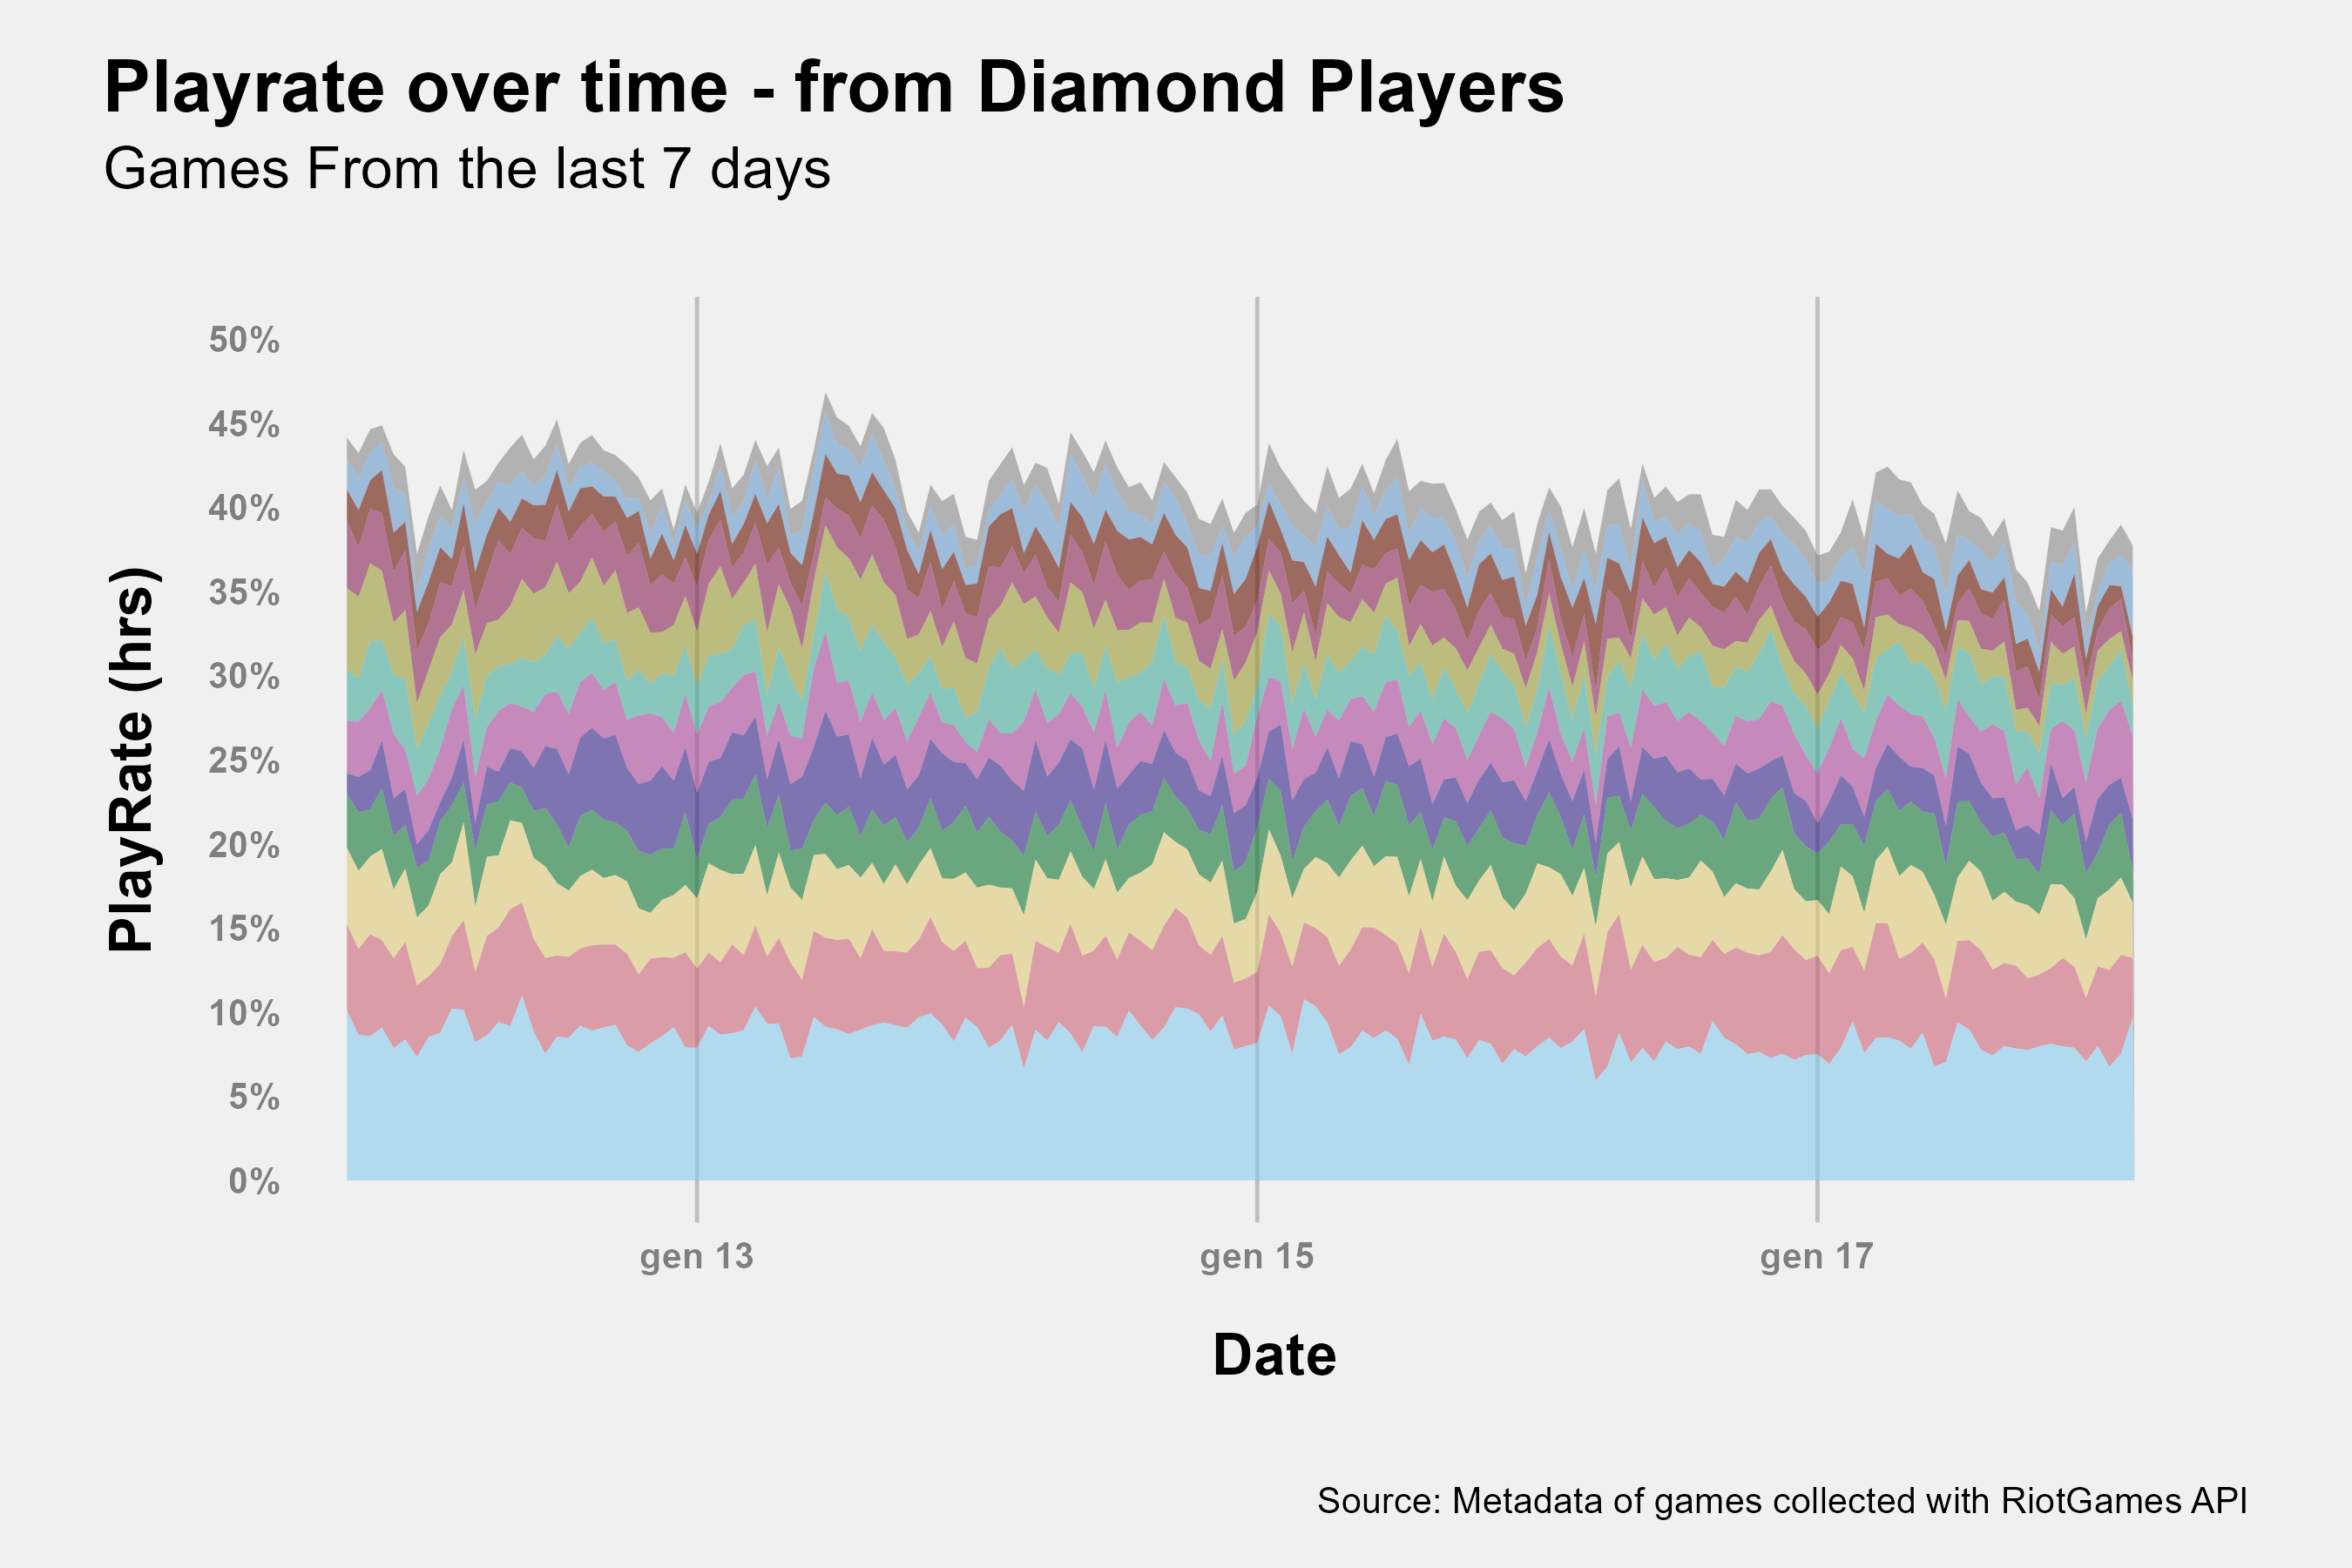 Playrate over time - from Diamond Players
Games From the last 7 days
PlayRate (hrs)
50%
45%
40%
35%
30%
25%
20%
15%
10%
5%
0%
gen 13
gen 15
gen 17
Date
Source: Metadata of games collected with RiotGames API